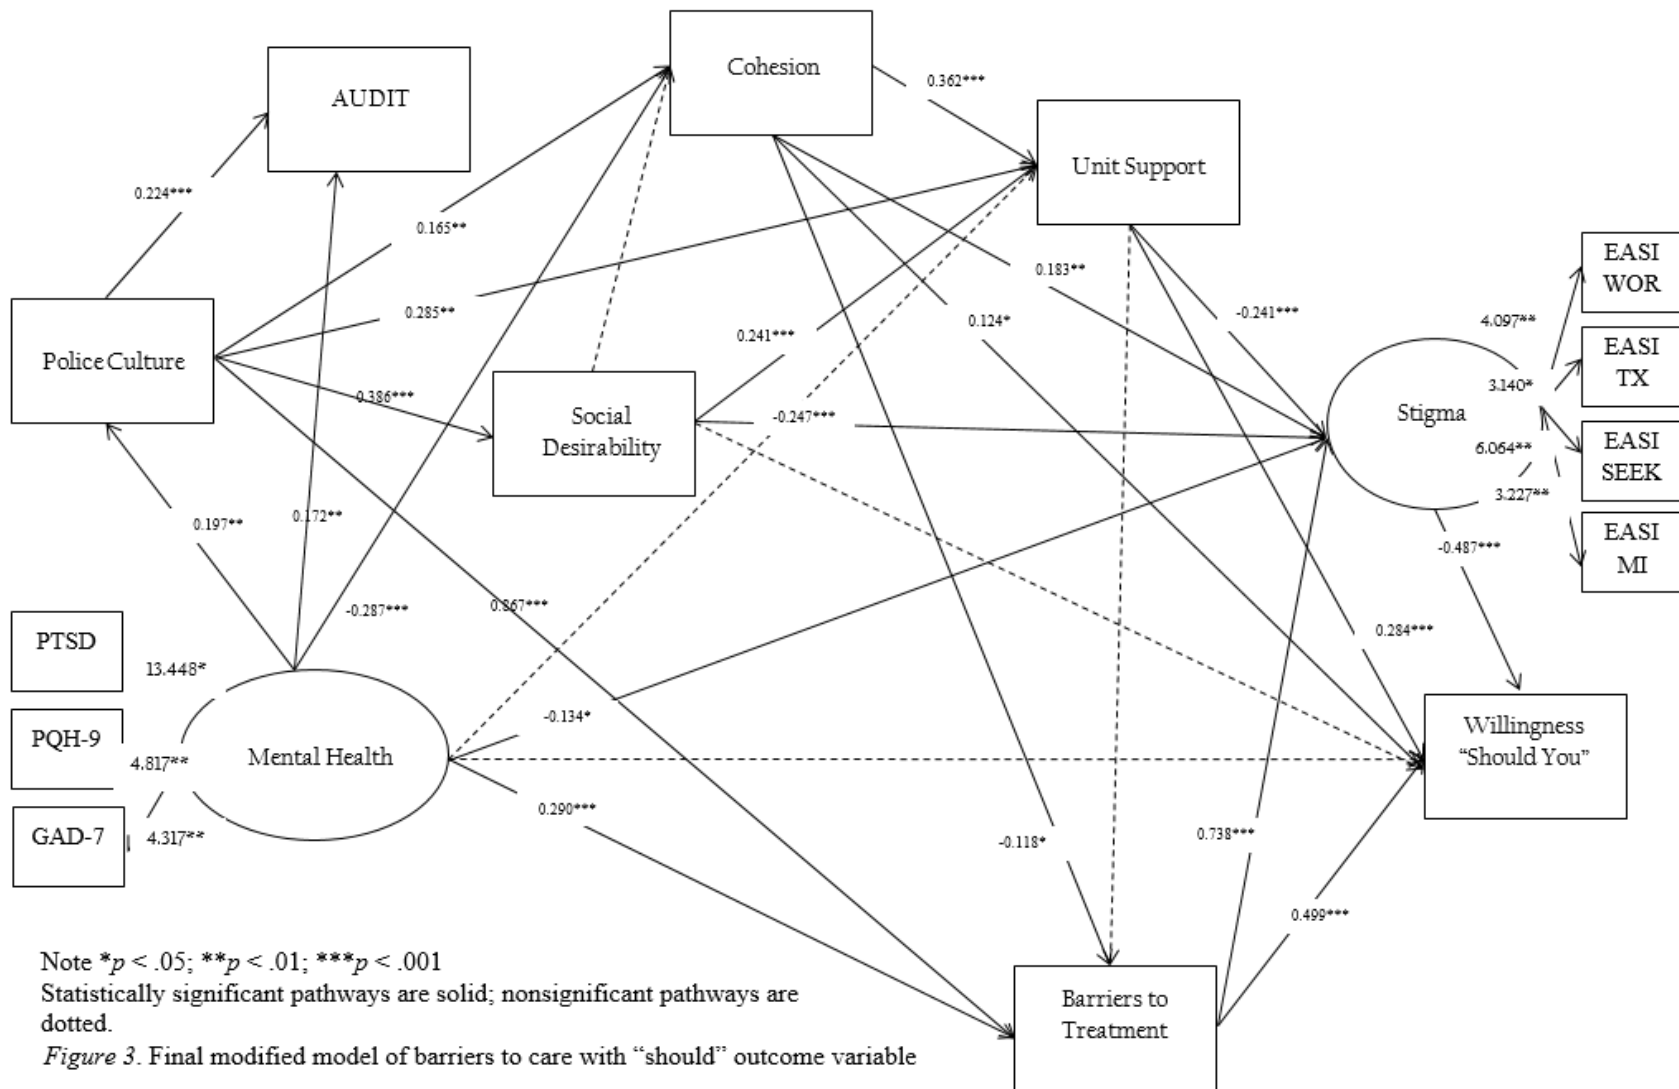 Cohesion
0.362***
AUDIT
Unit Support
0.224***
0.165**
0.183**
EASI
WOR
Police Culture
0.285**
0.241***
0.124*
-0.241***
4.097**
EASI
TX
3.140*
0.386***
Social
Desirability
-0.247***
Stigma
EASI
SEEK
6.064**
3.227**
0.197**
0.172**
EASI
MI
-0.487***
0.867***
-0.287***
0.284***
PTSD
13.448*
PQH-9
4.817**
Mental Health
-0.134*
Willingness
“Should You”
GAD-7
4.317**
0.290***
-0.118*
0.738***
0.499***
Barriers to
Treatment
Note *p < .05; **p < .01; ***p < .001
Statistically significant pathways are solid; nonsignificant pathways are
dotted.
Figure 3. Final modified model of barriers to care with “should” outcome variable